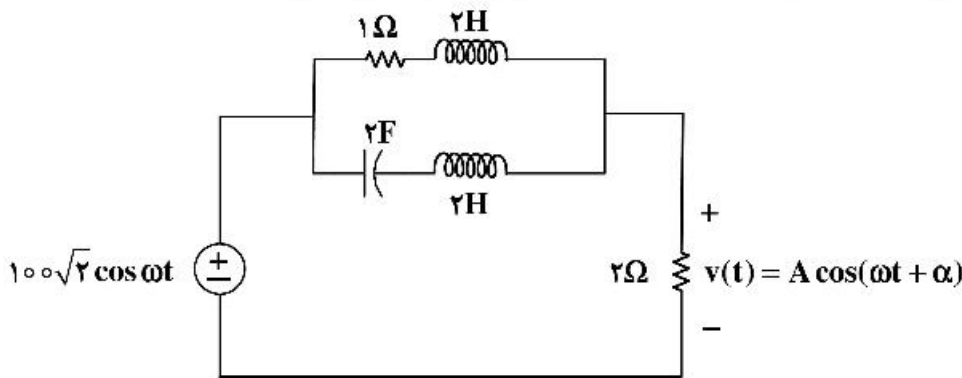 ۱Ω
۲H
۲F
۲H
۱۰۰√۲ cos ωt
+
۲Ω
v(t) = A cos(ωt + α)
−